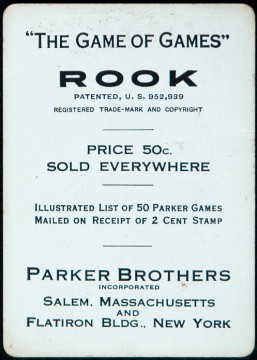 "THE GAME OF GAMES"
ROOK
PATENTED, U. S. 952,939
REGISTERED TRADE-MARK AND COPYRIGHT
PRICE 50c.
SOLD EVERYWHERE
ILLUSTRATED LIST OF 50 PARKER GAMES
MAILED ON RECEIPT OF 2 CENT STAMP
PARKER BROTHERS
INCORPORATED
SALEM, MASSACHUSETTS
AND
FLATIRON BLDG., NEW YORK